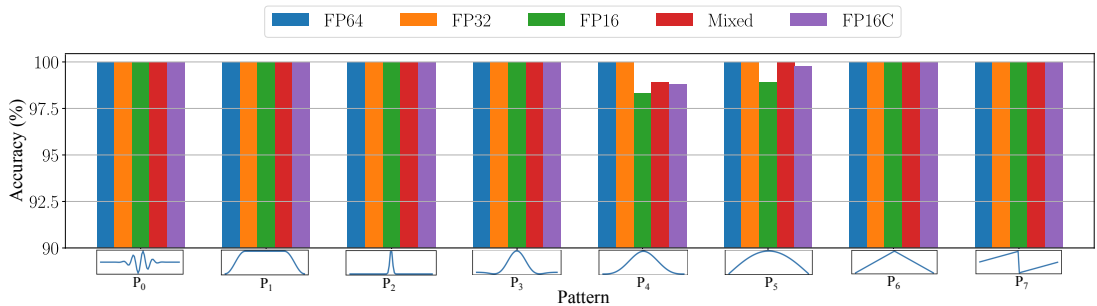 FP64 FP32 FP16 Mixed FP16C
Accuracy (%)
100
97.5
95
92.5
90
P₀ P₁ P₂ P₃ P₄ P₅ P₆ P₇
Pattern